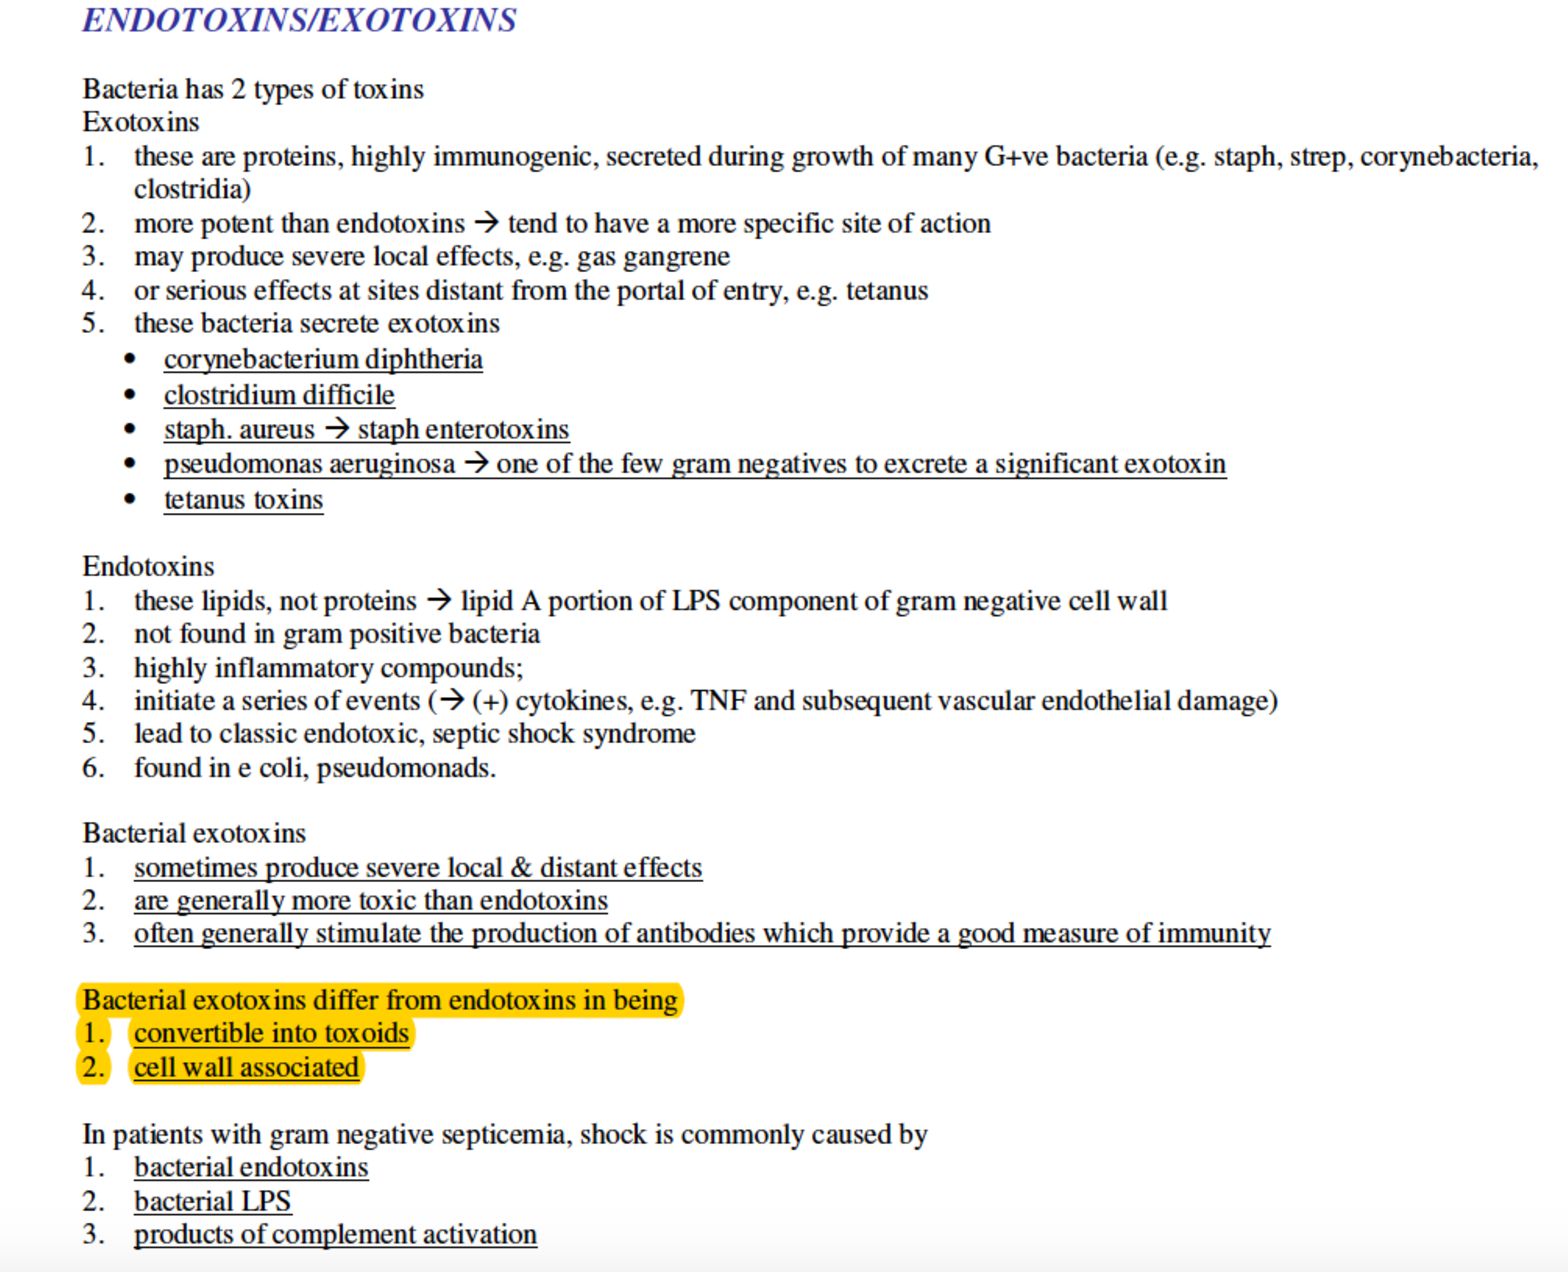 ENDOTOXINS/EXOTOXINS
Bacteria has 2 types of toxins
Exotoxins
1. these are proteins, highly immunogenic, secreted during growth of many G+ve bacteria (e.g. staph, strep, corynebacteria,
clostridia)
2. more potent than endotoxins → tend to have a more specific site of action
3. may produce severe local effects, e.g. gas gangrene
4. or serious effects at sites distant from the portal of entry, e.g. tetanus
5. these bacteria secrete exotoxins
• corynebacterium diphtheria
• clostridium difficile
• staph. aureus → staph enterotoxins
• pseudomonas aeruginosa → one of the few gram negatives to excrete a significant exotoxin
• tetanus toxins
Endotoxins
1. these lipids, not proteins → lipid A portion of LPS component of gram negative cell wall
2. not found in gram positive bacteria
3. highly inflammatory compounds;
4. initiate a series of events (→ (+) cytokines, e.g. TNF and subsequent vascular endothelial damage)
5. lead to classic endotoxic, septic shock syndrome
6. found in e coli, pseudomonads.
Bacterial exotoxins
1. sometimes produce severe local & distant effects
2. are generally more toxic than endotoxins
3. often generally stimulate the production of antibodies which provide a good measure of immunity
Bacterial exotoxins differ from endotoxins in being
1. convertible into toxoids
2. cell wall associated
In patients with gram negative septicemia, shock is commonly caused by
1. bacterial endotoxins
2. bacterial LPS
3. products of complement activation